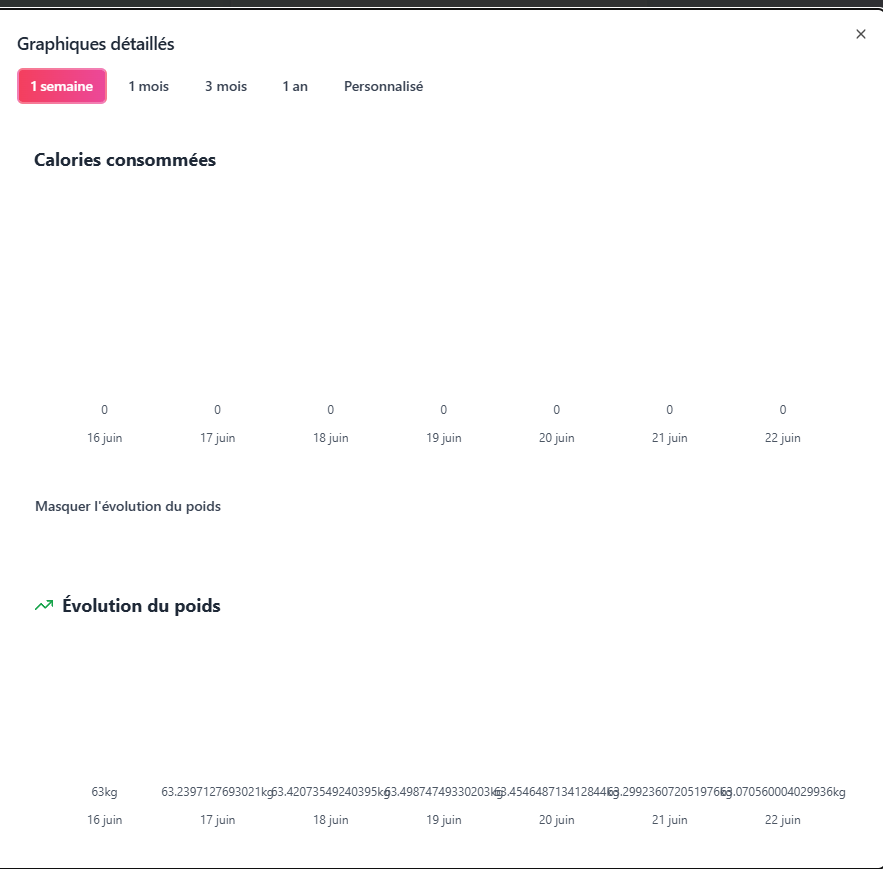 Graphiques détaillés
1 semaine 1 mois 3 mois 1 an Personnalisé
Calories consommées
0 0 0 0 0 0 0
16 juin 17 juin 18 juin 19 juin 20 juin 21 juin 22 juin
Masquer l'évolution du poids
Évolution du poids
63kg 63.2397127693021kg 63.42073549240395kg 63.49874749330203kg 63.45464871341284kg 63.29923607205197kg 63.070560004029936kg
16 juin 17 juin 18 juin 19 juin 20 juin 21 juin 22 juin